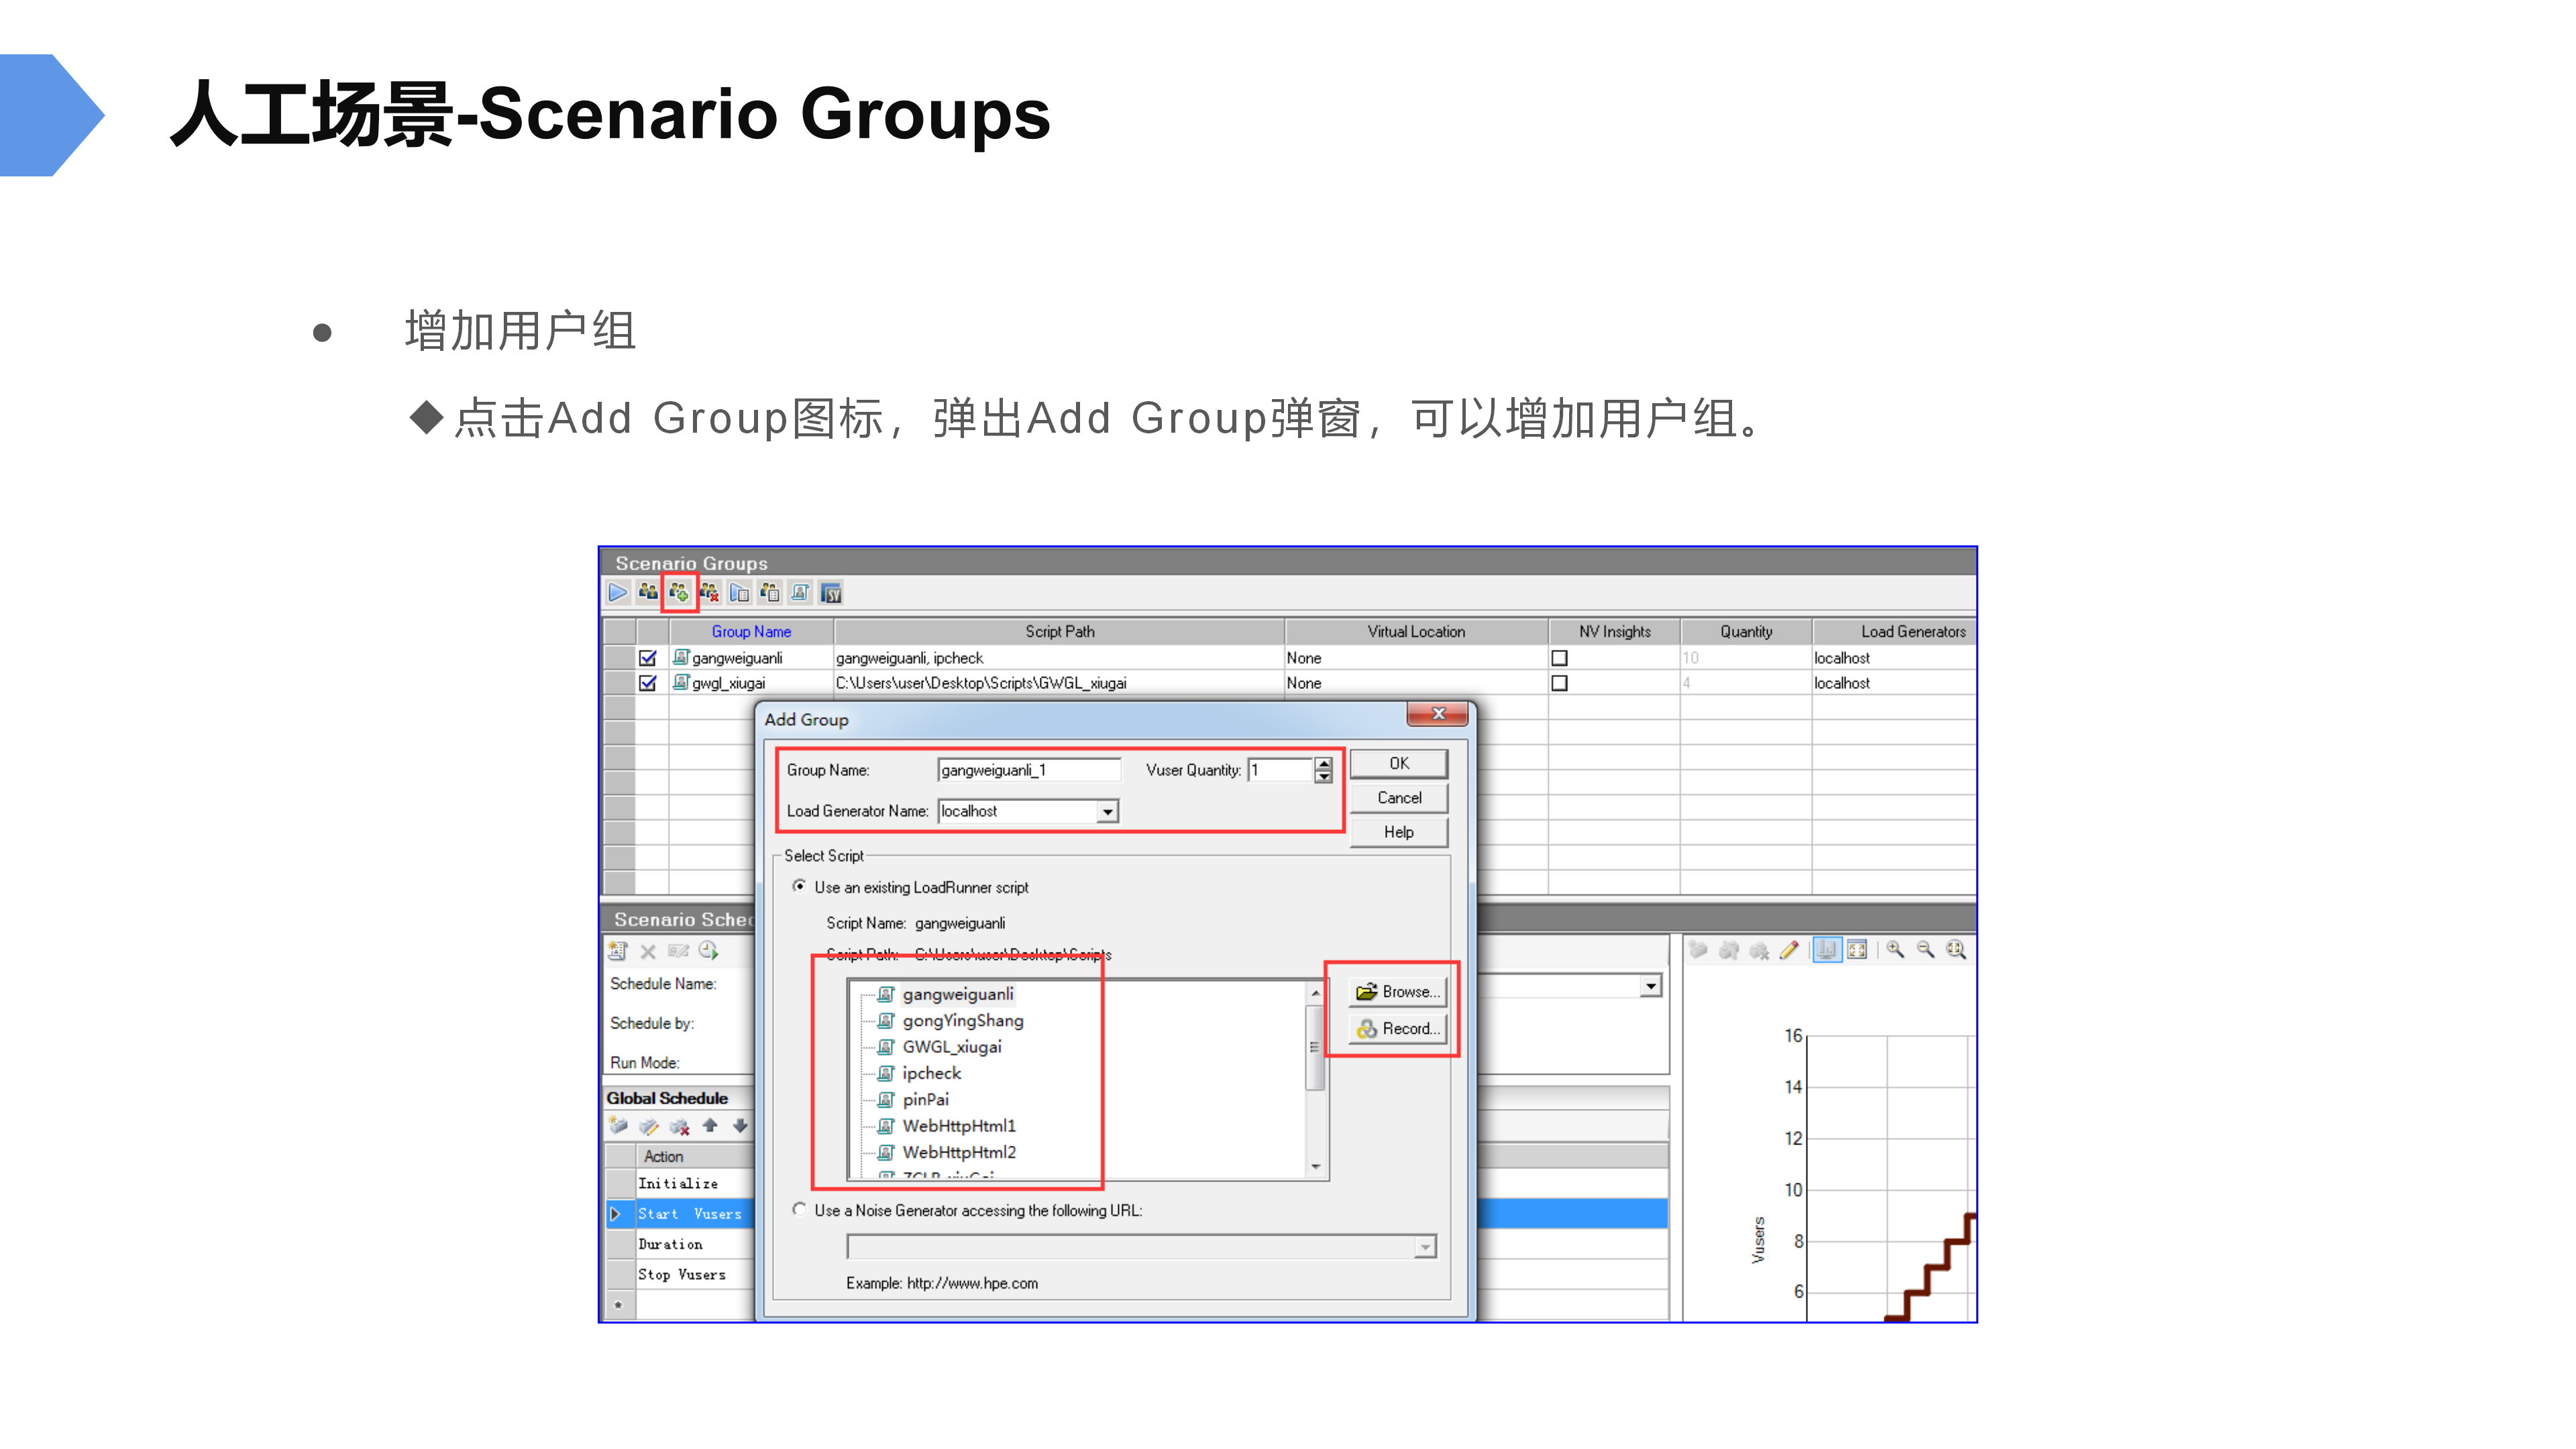 人工场景-Scenario Groups
● 增加用户组
◆点击Add Group图标，弹出Add Group弹窗，可以增加用户组。
Scenario Groups
Group Name Script Path Virtual Location NV Insights Quantity Load Generators
gangweiguanli gangweiguanli, ipcheck None 10 localhost
gwgl_xiugai C:\Users\user\Desktop\Scripts\GWGL_xiugai None 4 localhost
Add Group
Group Name: gangweiguanli_1 Vuser Quantity: 1 OK
Cancel
Load Generator Name: localhost
Help
Select Script
Use an existing LoadRunner script
Script Name: gangweiguanli
Script Path: C:\Users\user\Desktop\Scripts
gangweiguanli
gongYingShang
GWGL_xiugai
ipcheck
pinPai
WebHttpHtml1
WebHttpHtml2
Browse...
Record...
Use a Noise Generator accessing the following URL:
Example: http://www.hpe.com
Scenario Sched
Schedule Name:
Schedule by:
Run Mode:
Global Schedule
Action
Initialize
Start Vusers
Duration
Stop Vusers
Vusers
16
14
12
10
8
6